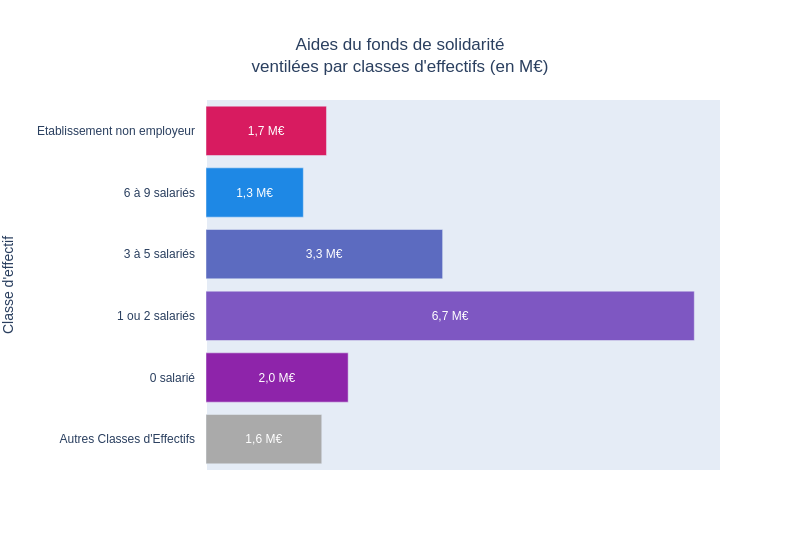 Aides du fonds de solidarité
ventilées par classes d'effectifs (en M€)
Classe d'effectif
Etablissement non employeur
1,7 M€
6 à 9 salariés
1,3 M€
3 à 5 salariés
3,3 M€
1 ou 2 salariés
6,7 M€
0 salarié
2,0 M€
Autres Classes d'Effectifs
1,6 M€